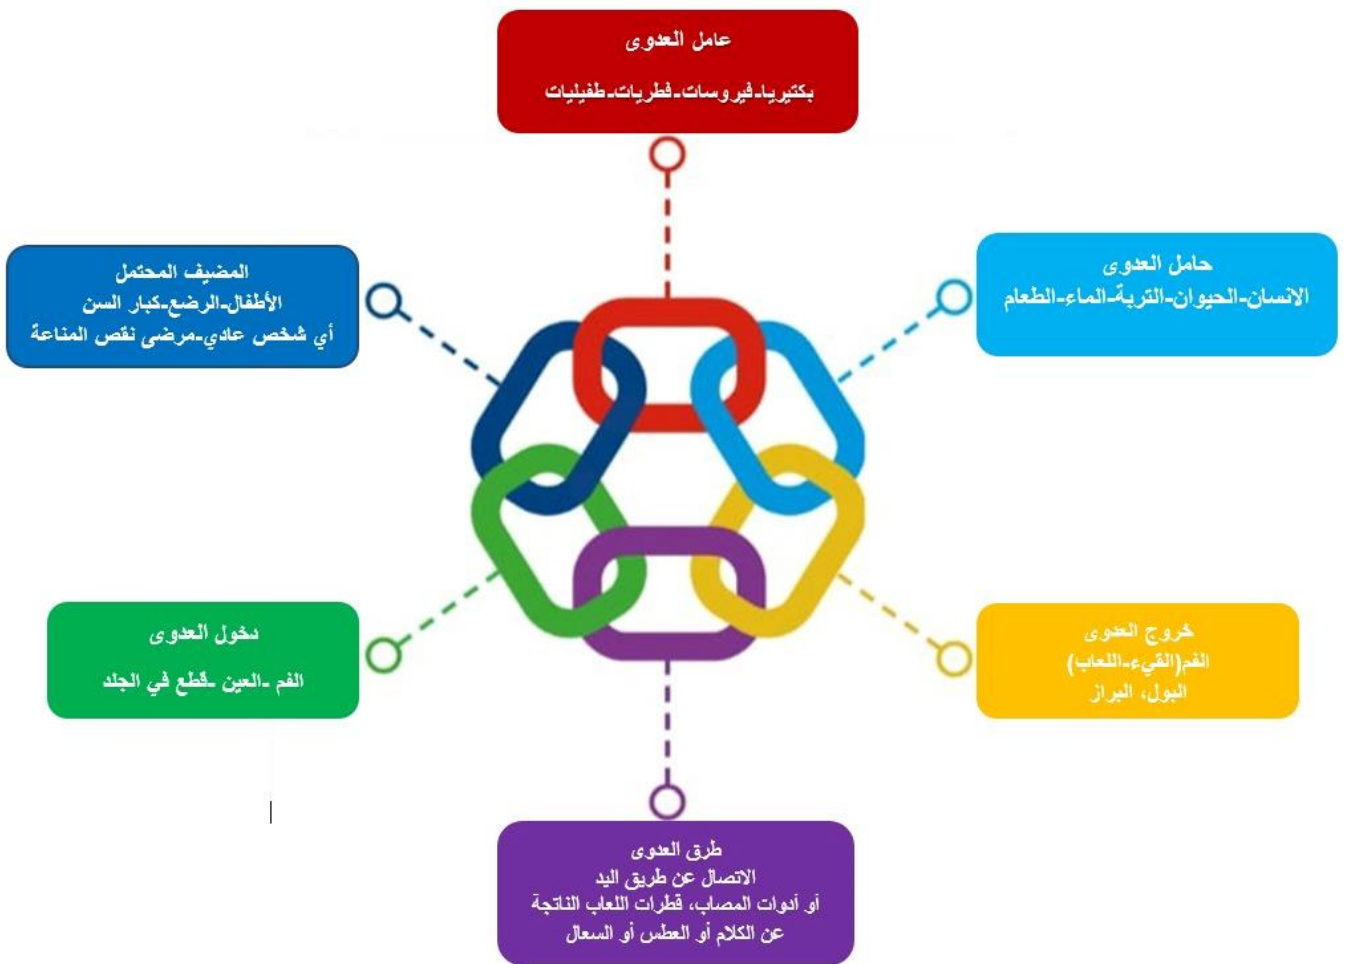 عامل العدوى
بكتيريا-فيروسات-فطريات-طفيليات
حامل العدوى
الانسان-الحيوان-التربة-الماء-الطعام
خروج العدوى
الفم(القيء-اللعاب)
البول، البراز
طرق العدوى
الاتصال عن طريق اليد
أو أدوات المصاب، قطرات اللعاب الناتجة
عن الكلام أو العطس أو السعال
دخول العدوى
الفم -العين -قطع في الجلد
المضيف المحتمل
الأطفال-الرضع-كبار السن
أي شخص عادي-مرضى نقص المناعة